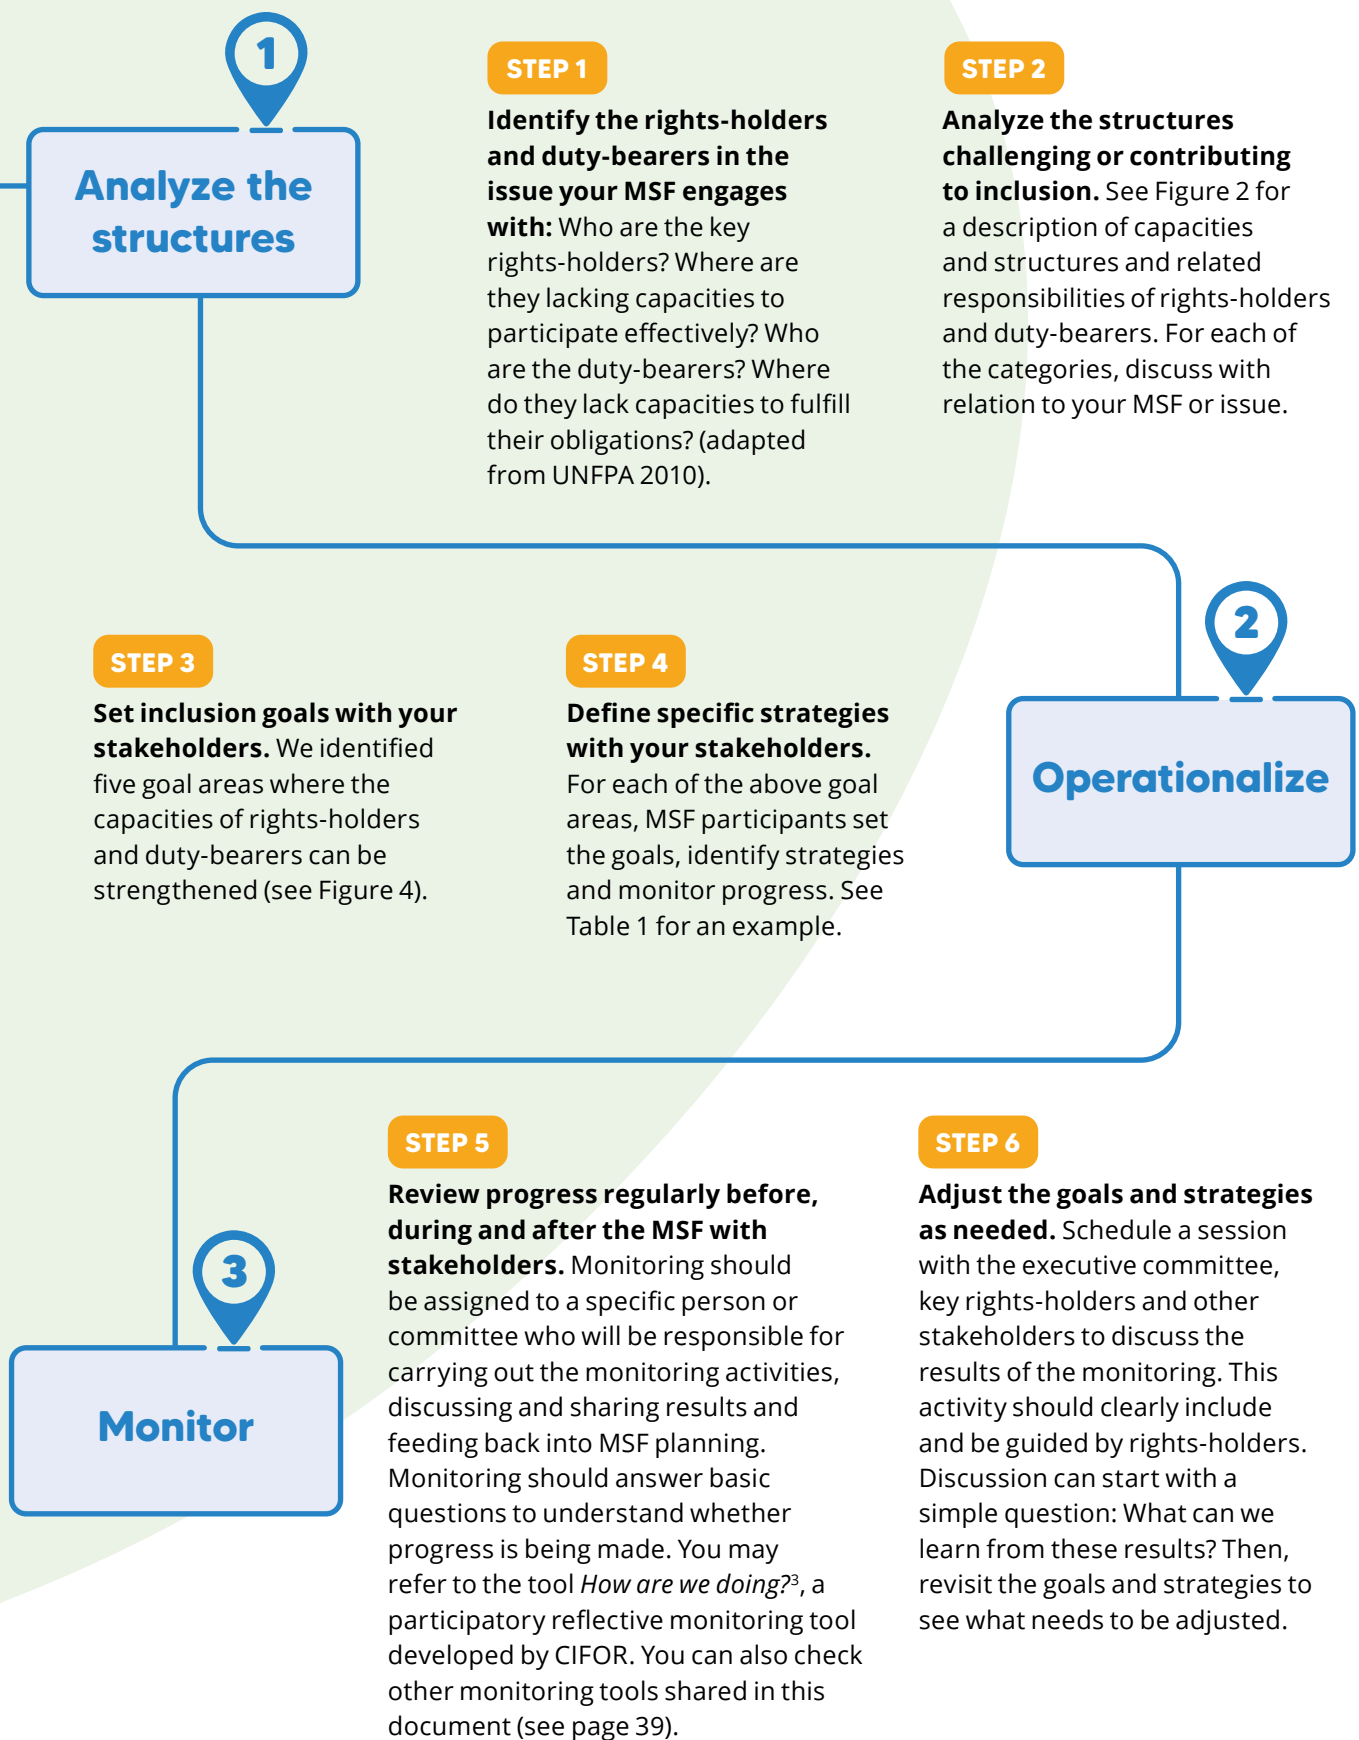 1
Analyze the
structures
STEP 1
Identify the rights-holders
and duty-bearers in the
issue your MSF engages
with: Who are the key
rights-holders? Where are
they lacking capacities to
participate effectively? Who
are the duty-bearers? Where
do they lack capacities to fulfill
their obligations? (adapted
from UNFPA 2010).
STEP 2
Analyze the structures
challenging or contributing
to inclusion. See Figure 2 for
a description of capacities
and structures and related
responsibilities of rights-holders
and duty-bearers. For each of
the categories, discuss with
relation to your MSF or issue.
2
Operationalize
STEP 3
Set inclusion goals with your
stakeholders. We identified
five goal areas where the
capacities of rights-holders
and duty-bearers can be
strengthened (see Figure 4).
STEP 4
Define specific strategies
with your stakeholders.
For each of the above goal
areas, MSF participants set
the goals, identify strategies
and monitor progress. See
Table 1 for an example.
3
Monitor
STEP 5
Review progress regularly before,
during and after the MSF with
stakeholders. Monitoring should
be assigned to a specific person or
committee who will be responsible for
carrying out the monitoring activities,
discussing and sharing results and
feeding back into MSF planning.
Monitoring should answer basic
questions to understand whether
progress is being made. You may
refer to the tool How are we doing?³, a
participatory reflective monitoring tool
developed by CIFOR. You can also check
other monitoring tools shared in this
document (see page 39).
STEP 6
Adjust the goals and strategies
as needed. Schedule a session
with the executive committee,
key rights-holders and other
stakeholders to discuss the
results of the monitoring. This
activity should clearly include
and be guided by rights-holders.
Discussion can start with a
simple question: What can we
learn from these results? Then,
revisit the goals and strategies to
see what needs to be adjusted.